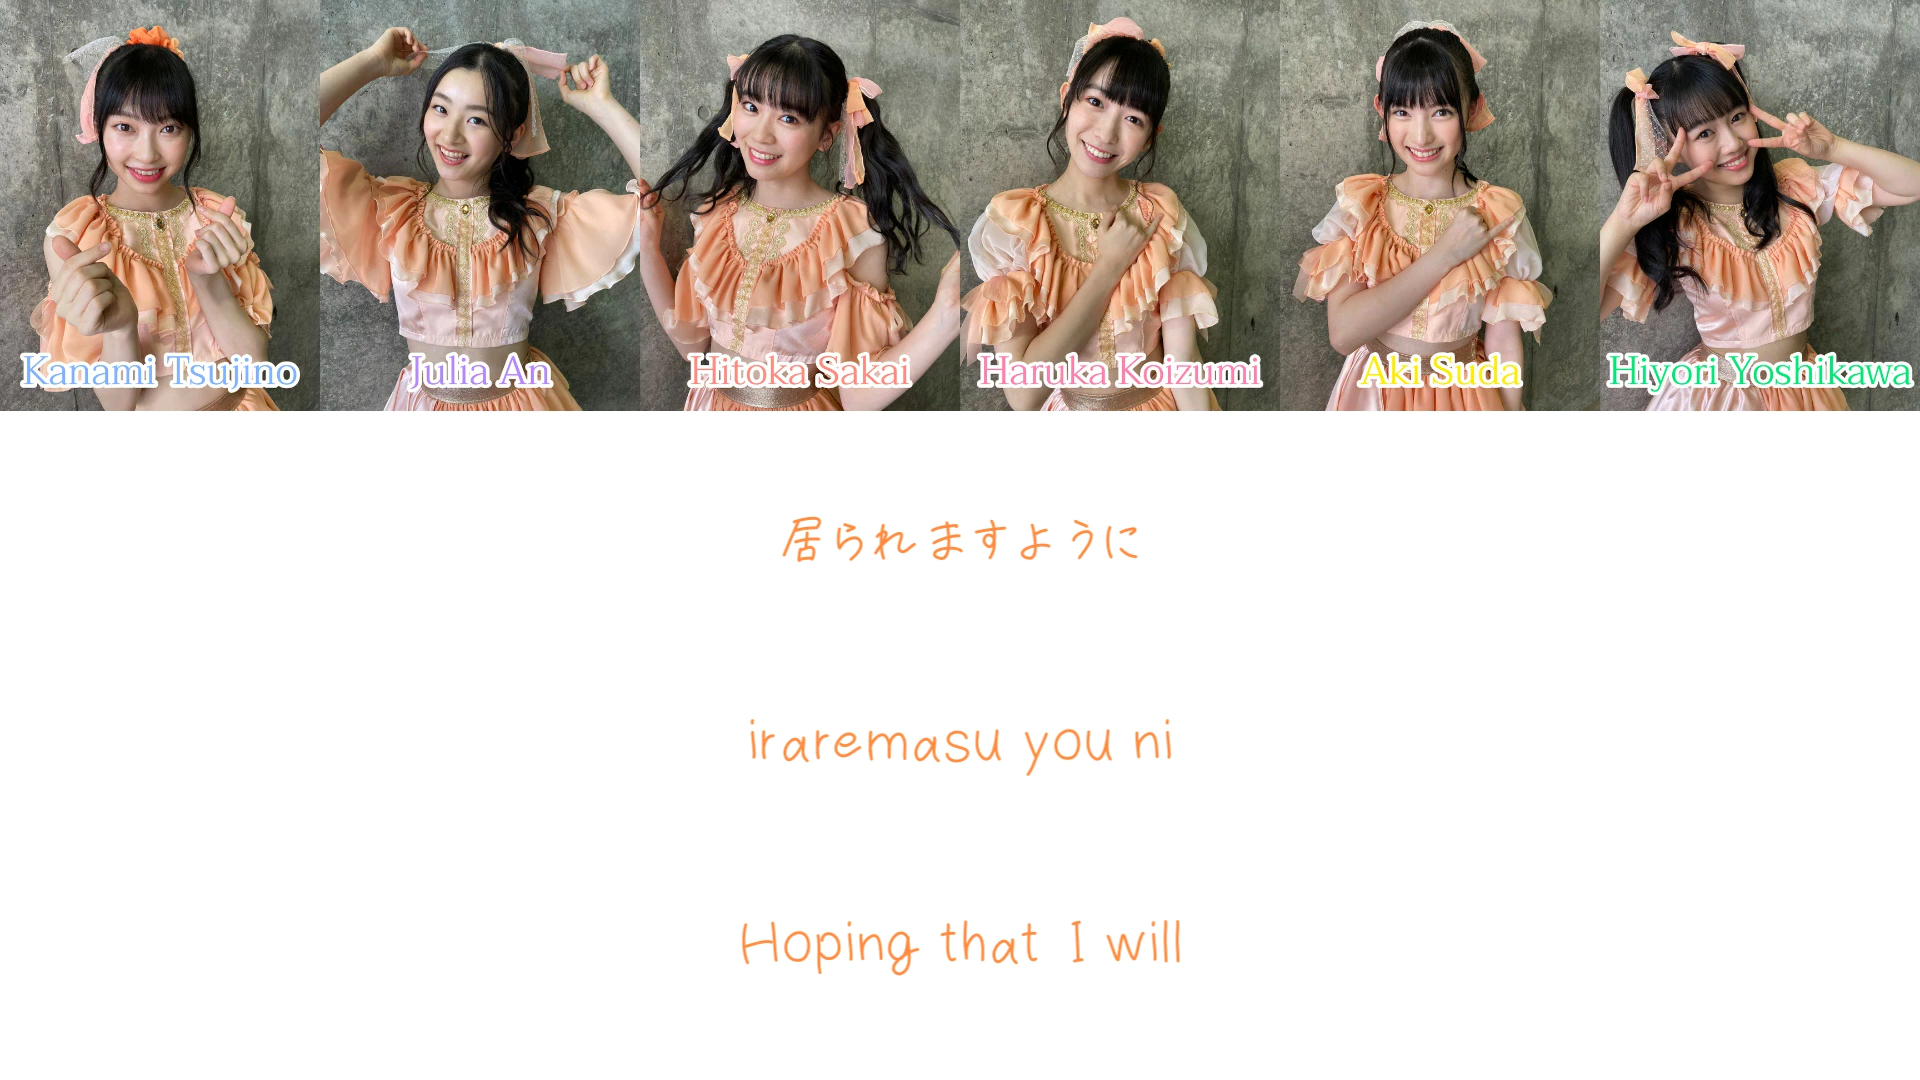 Kanami Tsujino
Julia An
Hitoka Sakai
Haruka Koizumi
Aki Suda
Hiyori Yoshikawa
居られますように
iraremasu you ni
Hoping that I will